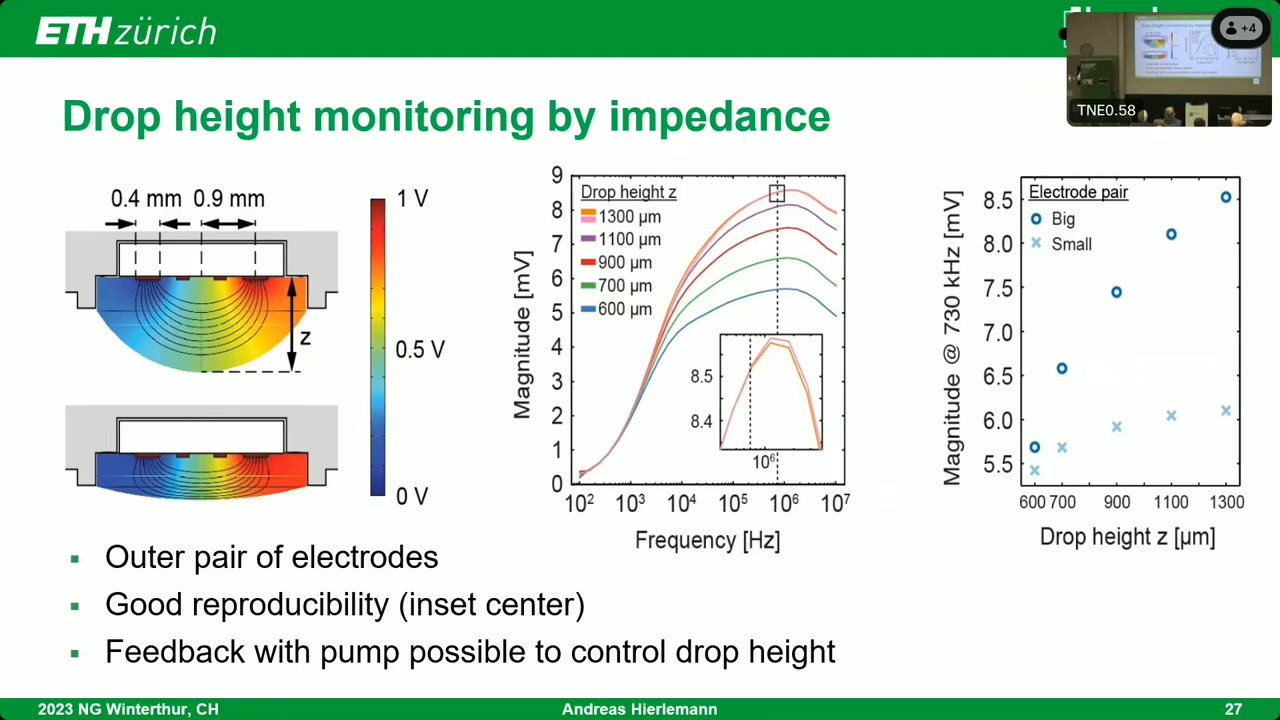 ETH zürich
+4
TNE0.58
Drop height monitoring by impedance
0.4 mm 0.9 mm
1 V
0.5 V
0 V
z
Magnitude [mV]
9
8
7
6
5
4
3
2
1
0
Drop height z
1300 µm
1100 µm
900 µm
700 µm
600 µm
8.5
8.4
10⁶
10² 10³ 10⁴ 10⁵ 10⁶ 10⁷
Frequency [Hz]
Magnitude @ 730 kHz [mV]
8.5
8.0
7.5
7.0
6.5
6.0
5.5
Electrode pair
Big
Small
600 700 900 1100 1300
Drop height z [µm]
▪ Outer pair of electrodes
▪ Good reproducibility (inset center)
▪ Feedback with pump possible to control drop height
2023 NG Winterthur, CH Andreas Hierlemann 27